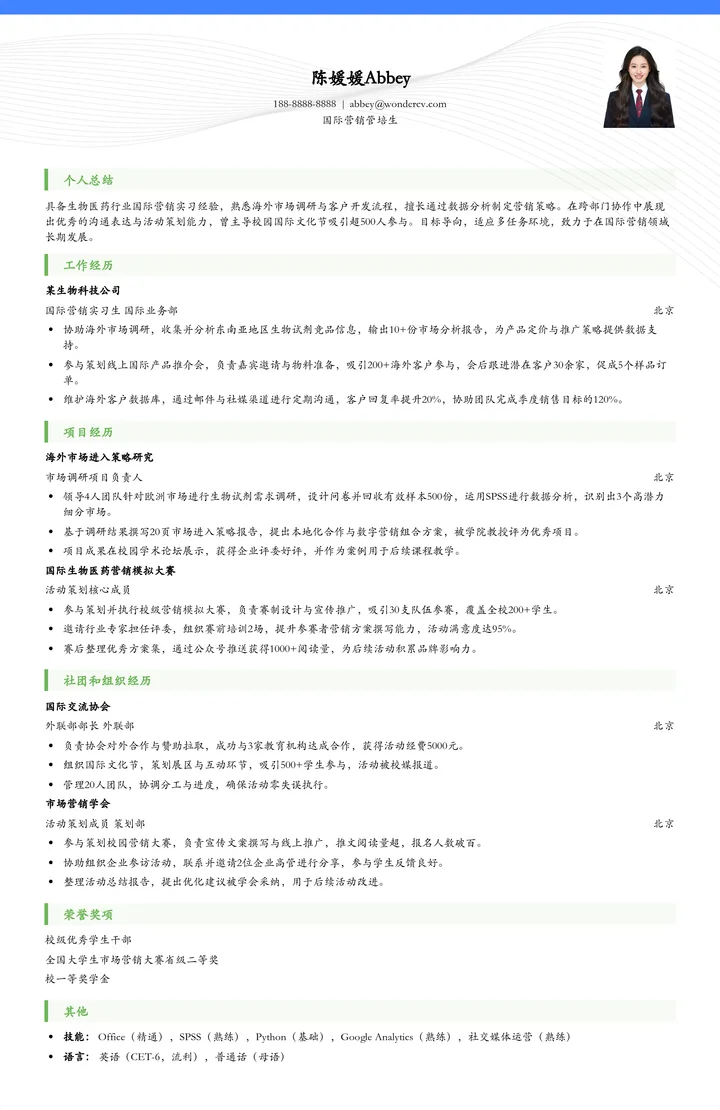 陈媛媛Abbey
188-8888-8888 | abbey@wondercv.com
国际营销管培生
个人总结
具备生物医药行业国际营销实习经验，熟悉海外市场调研与客户开发流程，擅长通过数据分析制定营销策略。在跨部门协作中展现
出优秀的沟通表达与活动策划能力，曾主导校园国际文化节吸引超500人参与。目标导向，适应多任务环境，致力于在国际营销领域
长期发展。
工作经历
某生物科技公司
国际营销实习生 国际业务部 北京
• 协助海外市场调研，收集并分析东南亚地区生物试剂竞品信息，输出10+份市场分析报告，为产品定价与推广策略提供数据支
持。
• 参与策划线上国际产品推介会，负责嘉宾邀请与物料准备，吸引200+海外客户参与，会后跟进潜在客户30余家，促成5个样品订
单。
• 维护海外客户数据库，通过邮件与社媒渠道进行定期沟通，客户回复率提升20%，协助团队完成季度销售目标的120%。
项目经历
海外市场进入策略研究
市场调研项目负责人 北京
• 领导4人团队针对欧洲市场进行生物试剂需求调研，设计问卷并回收有效样本500份，运用SPSS进行数据分析，识别出3个高潜力
细分市场。
• 基于调研结果撰写20页市场进入策略报告，提出本地化合作与数字营销组合方案，被学院教授评为优秀项目。
• 项目成果在校园学术论坛展示，获得企业评委好评，并作为案例用于后续课程教学。
国际生物医药营销模拟大赛
活动策划核心成员 北京
• 参与策划并执行校级营销模拟大赛，负责赛制设计与宣传推广，吸引30支队伍参赛，覆盖全校200+学生。
• 邀请行业专家担任评委，组织赛前培训2场，提升参赛者营销方案撰写能力，活动满意度达95%。
• 赛后整理优秀方案集，通过公众号推送获得1000+阅读量，为后续活动积累品牌影响力。
社团和组织经历
国际交流协会
外联部部长 外联部 北京
• 负责协会对外合作与赞助拉取，成功与3家教育机构达成合作，获得活动经费5000元。
• 组织国际文化节，策划展区与互动环节，吸引500+学生参与，活动被校媒报道。
• 管理20人团队，协调分工与进度，确保活动零失误执行。
市场营销学会
活动策划成员 策划部 北京
• 参与策划校园营销大赛，负责宣传文案撰写与线上推广，推文阅读量超，报名人数破百。
• 协助组织企业参访活动，联系并邀请2位企业高管进行分享，参与学生反馈良好。
• 整理活动总结报告，提出优化建议被学会采纳，用于后续活动改进。
荣誉奖项
校级优秀学生干部
全国大学生市场营销大赛省级二等奖
校一等奖学金
其他
• 技能： Office（精通），SPSS（熟练），Python（基础），Google Analytics（熟练），社交媒体运营（熟练）
• 语言： 英语（CET-6，流利），普通话（母语）